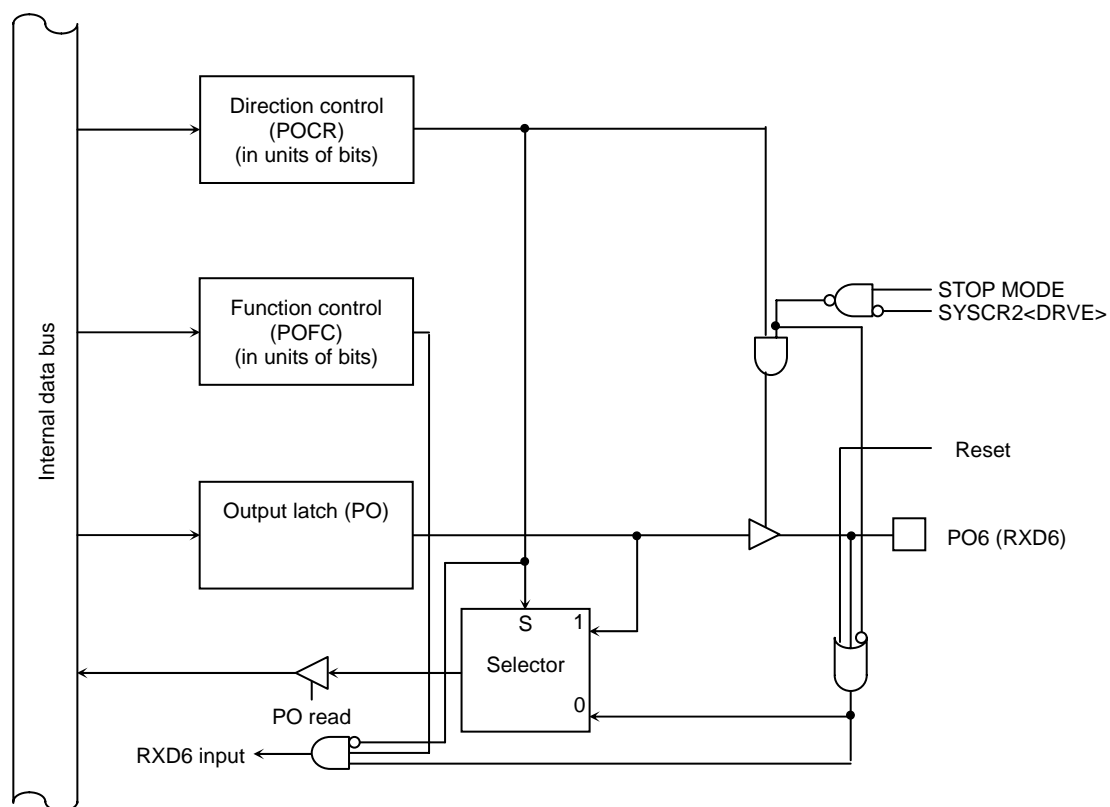 Internal data bus
Direction control
(POCR)
(in units of bits)
Function control
(POFC)
(in units of bits)
STOP MODE
SYSCR2<DRVE>
Reset
Output latch (PO)
PO6 (RXD6)
S
1
Selector
0
PO read
RXD6 input